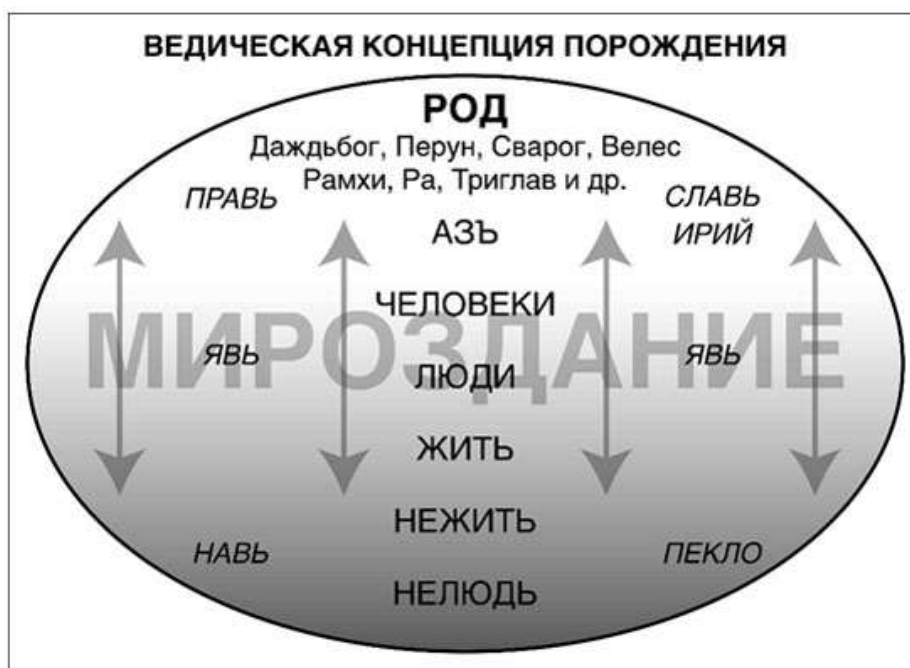 ВЕДИЧЕСКАЯ КОНЦЕПЦИЯ ПОРОЖДЕНИЯ
РОД
Даждьбог, Перун, Сварог, Велес
Рамхи, Ра, Триглав и др.
ПРАВЬ
СЛАВЬ
ИРИЙ
АЗЪ
ЧЕЛОВЕКИ
МИРОЗДАНИЕ
ЯВЬ
ЯВЬ
ЛЮДИ
ЖИТЬ
НЕЖИТЬ
НАВЬ
ПЕКЛО
НЕЛЮДЬ